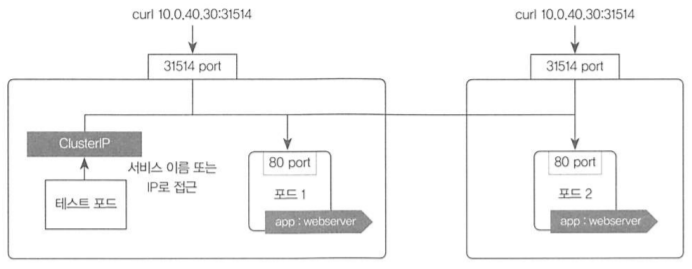 curl 10.0.40.30:31514
curl 10.0.40.30:31514
31514 port
31514 port
ClusterIP
서비스 이름 또는
IP로 접근
테스트 포드
80 port
포드 1
app : webserver
80 port
포드 2
app : webserver